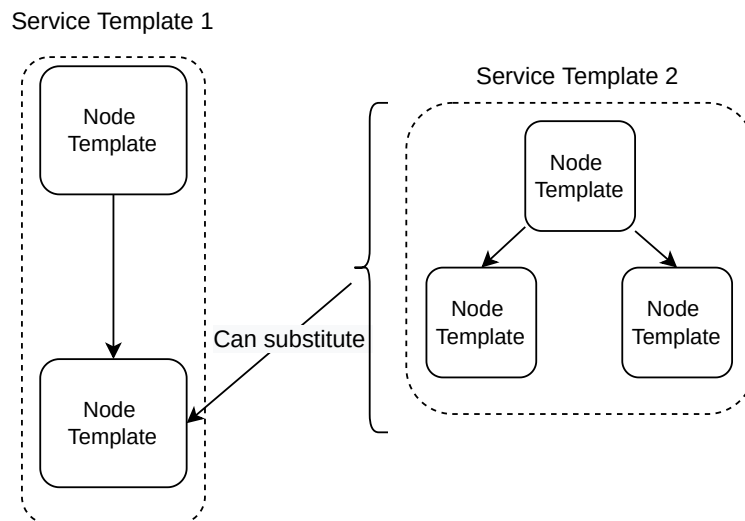 Service Template 1
Node
Template
Node
Template
Can substitute
Service Template 2
Node
Template
Node
Template
Node
Template